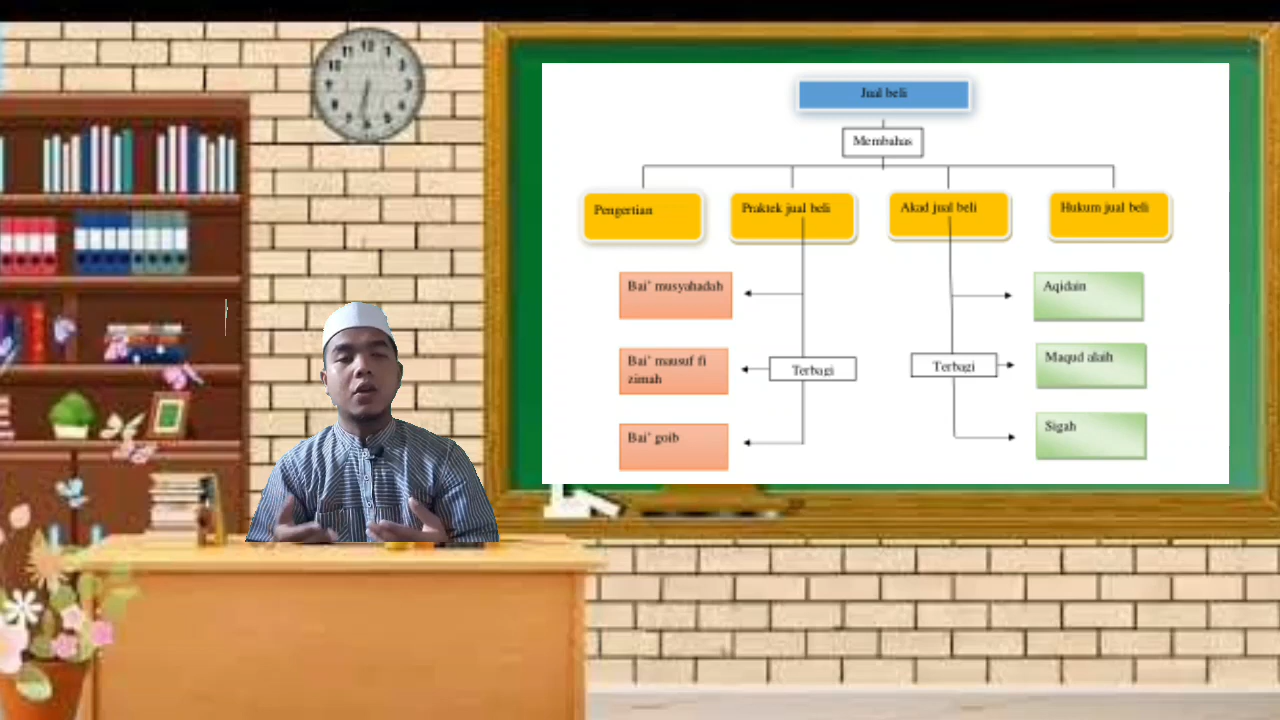 Jual beli
Membahas
Pengertian
Praktek jual beli
Akad jual beli
Hukum jual beli
Bai' musyahadah
Bai' mausuf fi
zimah
Bai' goib
Terbagi
Terbagi
Aqidain
Maqud alaih
Sigah